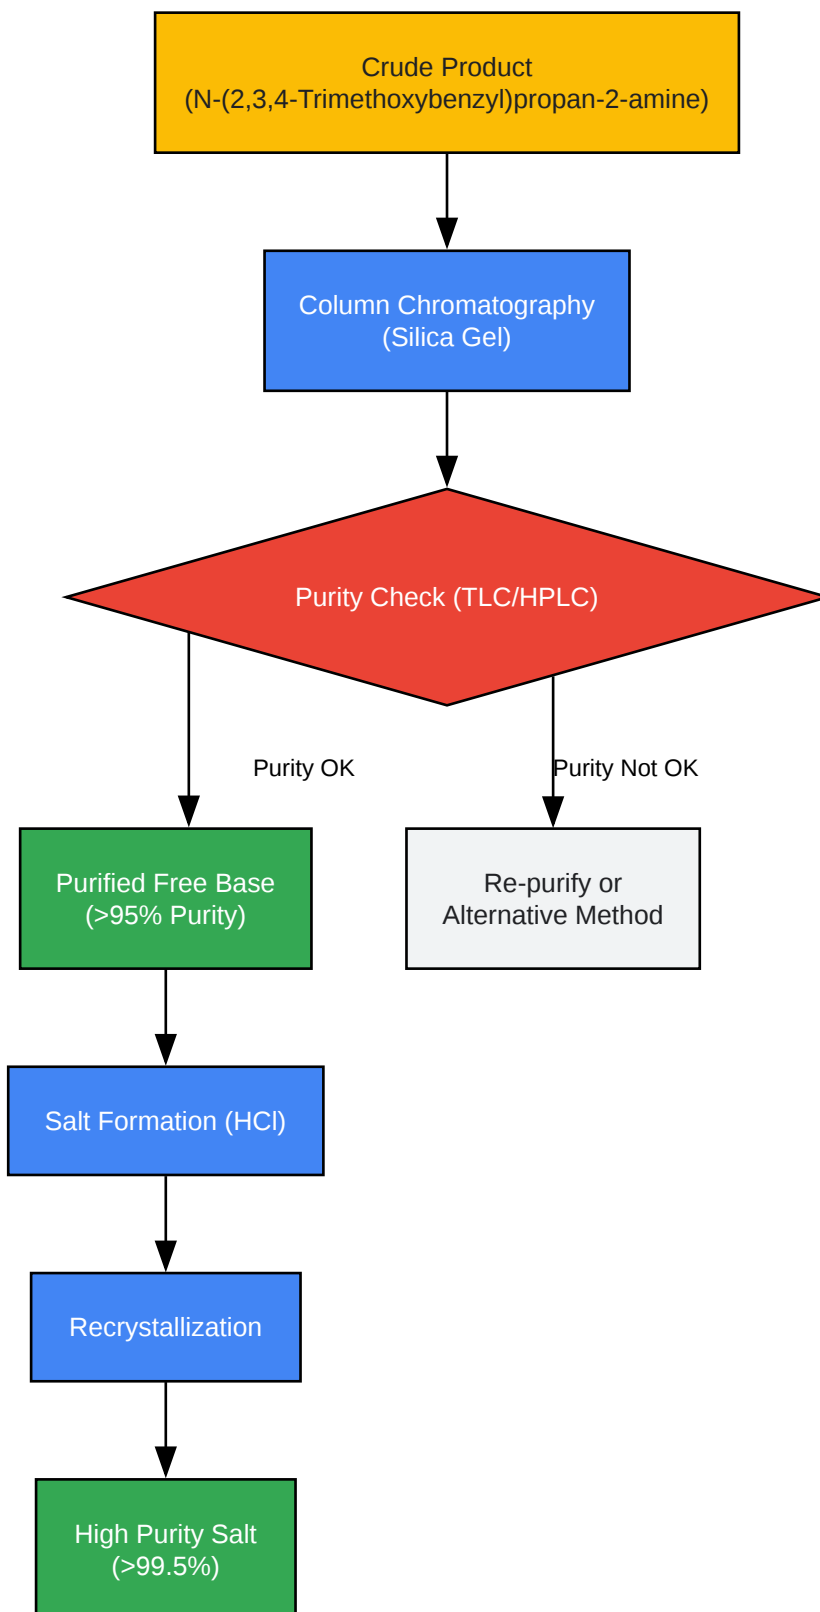 Crude Product
(N-(2,3,4-Trimethoxybenzyl)propan-2-amine)
Column Chromatography
(Silica Gel)
Purity Check (TLC/HPLC)
Purity OK
Purity Not OK
Purified Free Base
(>95% Purity)
Re-purify or
Alternative Method
Salt Formation (HCl)
Recrystallization
High Purity Salt
(>99.5%)